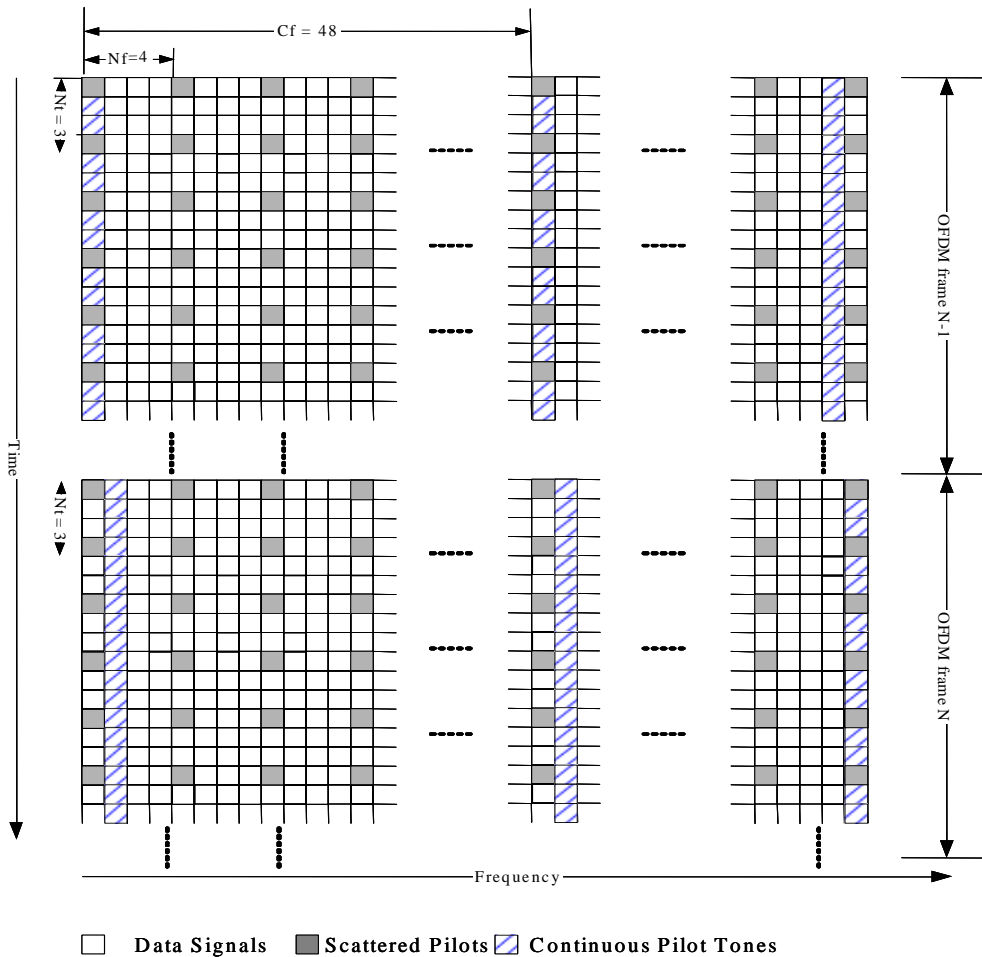 Cf = 48
Nf=4
Nt = 3
OFDM frame N-1
Time
Nt = 3
OFDM frame N
Frequency
Data Signals
Scattered Pilots
Continuous Pilot Tones